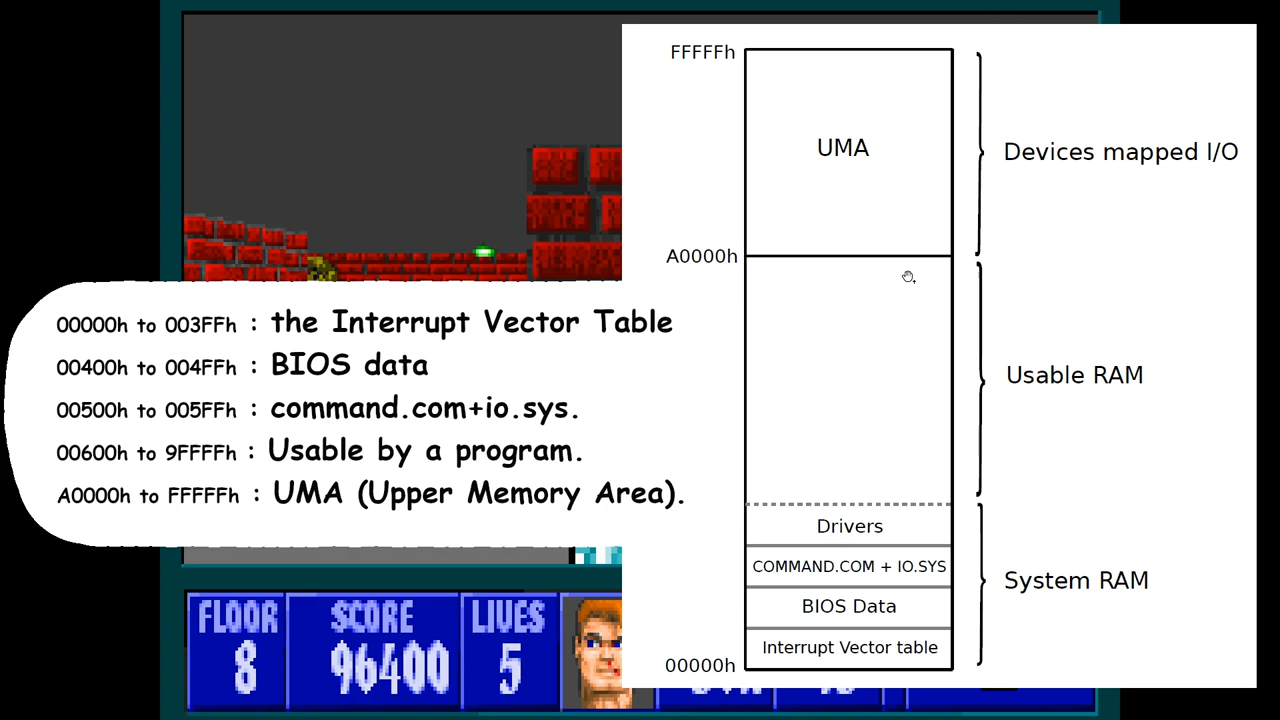 FFFFFh
UMA
Devices mapped I/O
A0000h
00000h to 003FFh : the Interrupt Vector Table
00400h to 004FFh : BIOS data
00500h to 005FFh : command.com+io.sys.
00600h to 9FFFFh : Usable by a program.
A0000h to FFFFFh : UMA (Upper Memory Area).
Usable RAM
Drivers
COMMAND.COM + IO.SYS
BIOS Data
Interrupt Vector table
System RAM
00000h
FLOOR SCORE LIVES
8 96400 5